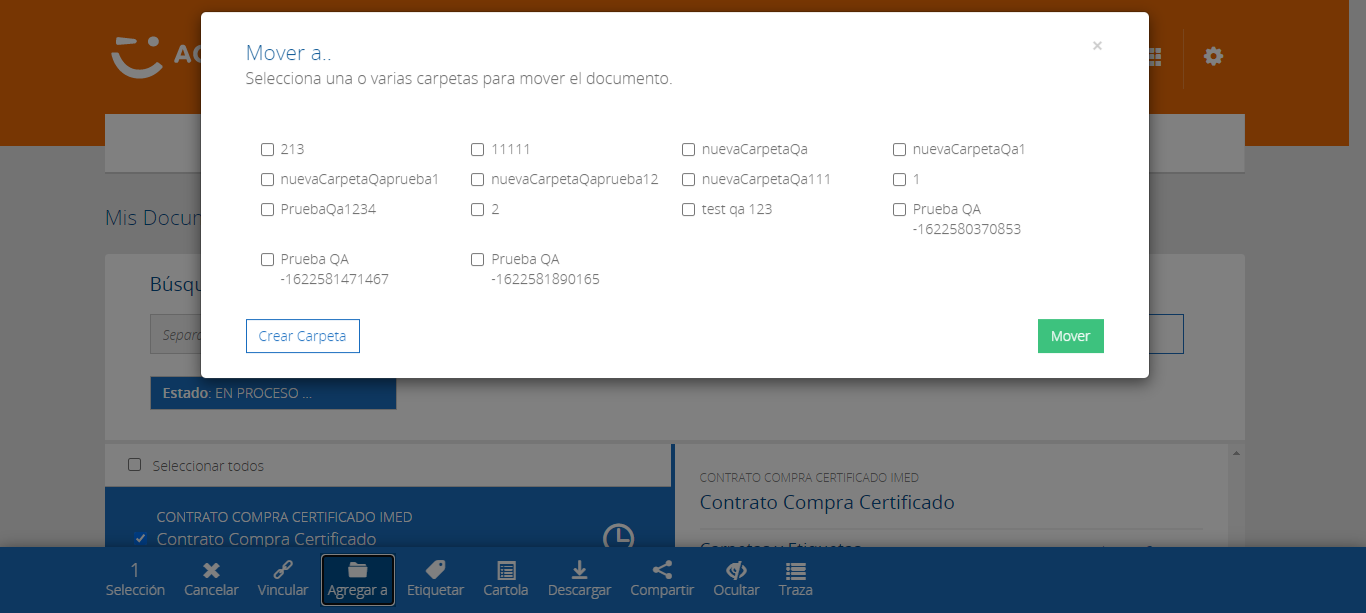 Mover a..
×
Selecciona una o varias carpetas para mover el documento.
213
11111
nuevaCarpetaQa
nuevaCarpetaQa1
nuevaCarpetaQaprueba1
nuevaCarpetaQaprueba12
nuevaCarpetaQa111
1
PruebaQa1234
2
test qa 123
Prueba QA
-1622580370853
Prueba QA
-1622581471467
Prueba QA
-1622581890165
Crear Carpeta
Mover
Mis Docu
Búsqu
Separ
Estado: EN PROCESO ...
Seleccionar todos
CONTRATO COMPRA CERTIFICADO IMED
Contrato Compra Certificado
CONTRATO COMPRA CERTIFICADO IMED
Contrato Compra Certificado
Carpetas y Etiquetas
1
Selección
Cancelar
Vincular
Agregar a
Etiquetar
Cartola
Descargar
Compartir
Ocultar
Traza